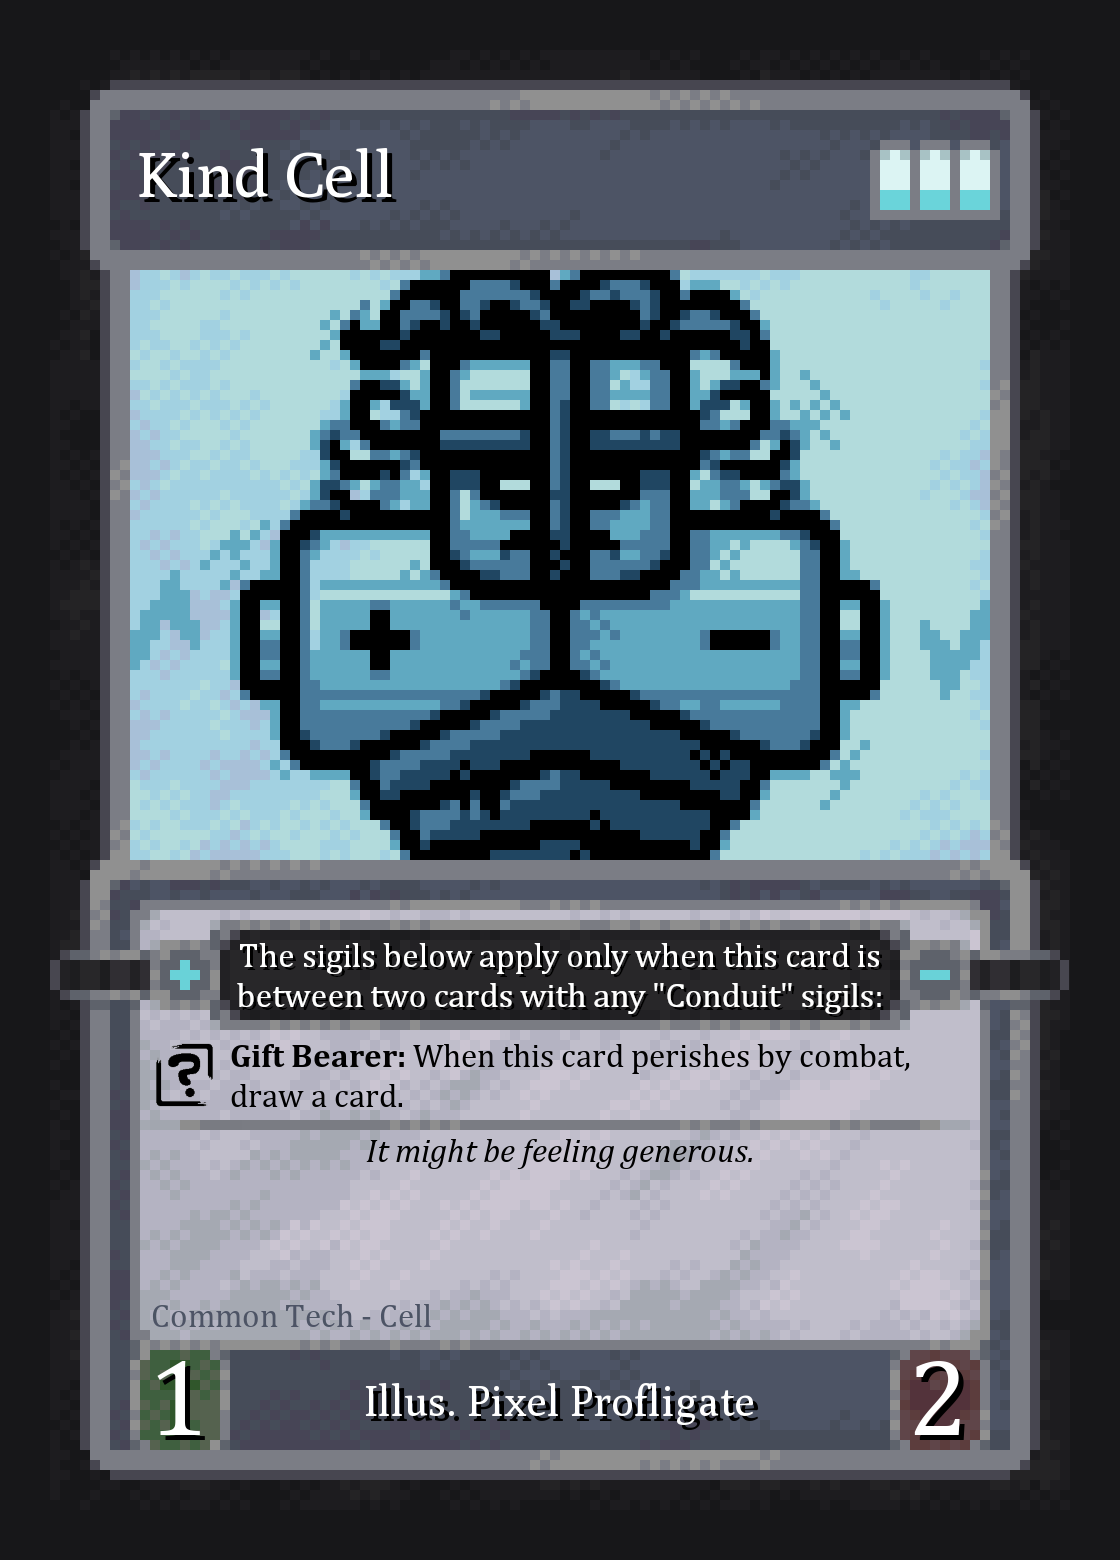 Kind Cell
The sigils below apply only when this card is
between two cards with any "Conduit" sigils:
Gift Bearer: When this card perishes by combat,
draw a card.
It might be feeling generous.
Common Tech - Cell
1
Illus. Pixel Profligate
2